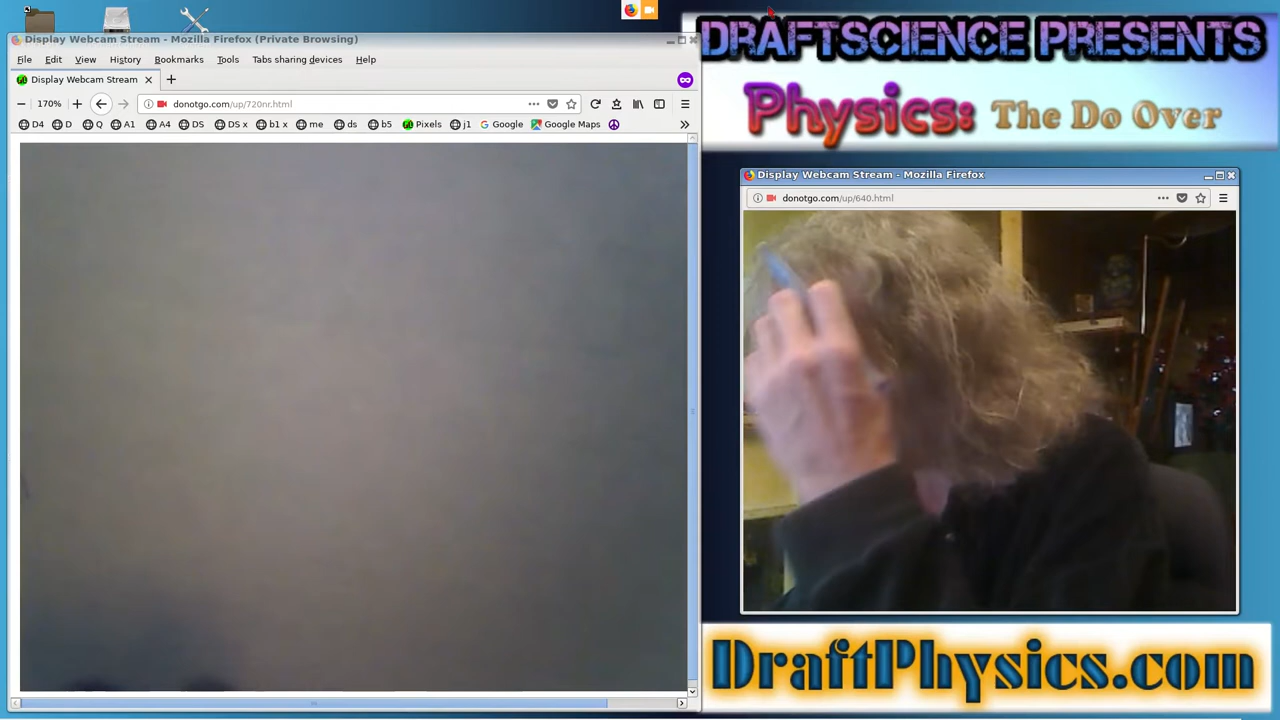 DRAFTSCIENCE PRESENTS
Physics: The Do Over
Display Webcam Stream - Mozilla Firefox (Private Browsing)
File Edit View History Bookmarks Tools Tabs sharing devices Help
Display Webcam Stream
170% donotgo.com/up/720nr.html
D4 D Q A1 A4 DS DS x b1 x me ds b5 Pixels j1 Google Google Maps
Display Webcam Stream - Mozilla Firefox
donotgo.com/up/640.html
DraftPhysics.com